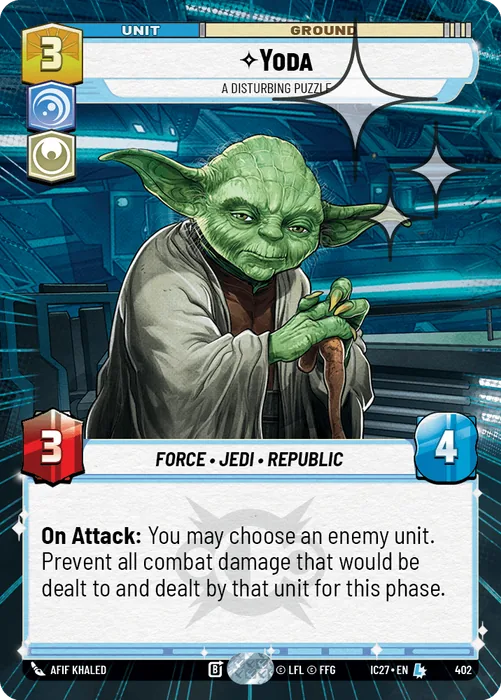 3
UNIT
GROUND
✧YODA
A DISTURBING PUZZLE
3
FORCE • JEDI • REPUBLIC
4
On Attack: You may choose an enemy unit.
Prevent all combat damage that would be
dealt to and dealt by that unit for this phase.
AFIF KHALED
B
© LFL © FFG
IC27 • EN
402